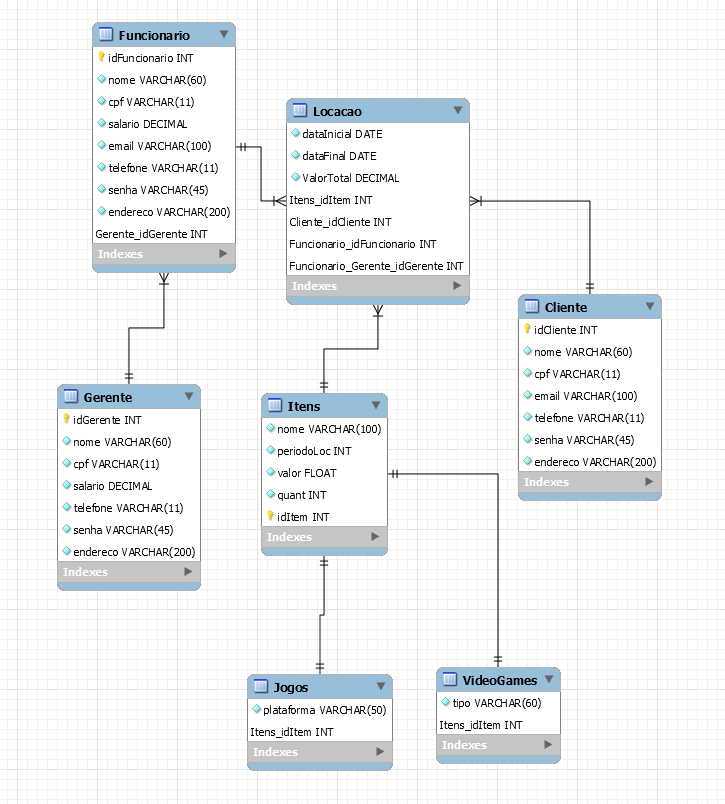 Funcionario
idFuncionario INT
nome VARCHAR(60)
cpf VARCHAR(11)
salario DECIMAL
email VARCHAR(100)
telefone VARCHAR(11)
senha VARCHAR(45)
endereco VARCHAR(200)
Gerente_idGerente INT
Indexes
Locacao
dataInicial DATE
dataFinal DATE
ValorTotal DECIMAL
Itens_idItem INT
Cliente_idCliente INT
Funcionario_idFuncionario INT
Funcionario_Gerente_idGerente INT
Indexes
Cliente
idCliente INT
nome VARCHAR(60)
cpf VARCHAR(11)
email VARCHAR(100)
telefone VARCHAR(11)
senha VARCHAR(45)
endereco VARCHAR(200)
Indexes
Gerente
idGerente INT
nome VARCHAR(60)
cpf VARCHAR(11)
salario DECIMAL
telefone VARCHAR(11)
senha VARCHAR(45)
endereco VARCHAR(200)
Indexes
Itens
nome VARCHAR(100)
periodoLoc INT
valor FLOAT
quant INT
idItem INT
Indexes
Jogos
plataforma VARCHAR(50)
Itens_idItem INT
Indexes
VideoGames
tipo VARCHAR(60)
Itens_idItem INT
Indexes